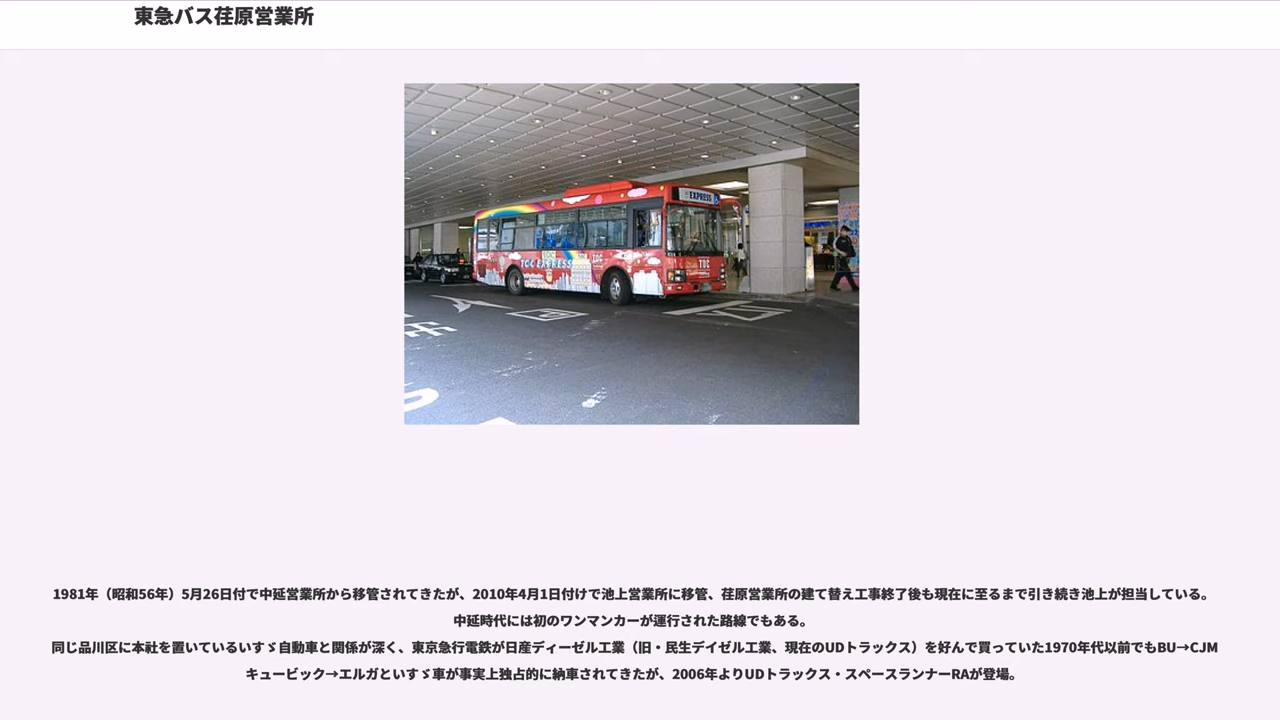 東急バス荏原営業所
EXPRESS
TOC EXPRESS
TOC
TOC
1981年（昭和56年）5月26日付で中延営業所から移管されてきたが、2010年4月1日付けで池上営業所に移管、荏原営業所の建て替え工事終了後も現在に至るまで引き続き池上が担当している。
中延時代には初のワンマンカーが運行された路線でもある。
同じ品川区に本社を置いているいすゞ自動車と関係が深く、東京急行電鉄が日産ディーゼル工業（旧・民生デイゼル工業、現在のUDトラックス）を好んで買っていた1970年代以前でもBU→CJM
キュービック→エルガといすゞ車が事実上独占的に納車されてきたが、2006年よりUDトラックス・スペースランナーRAが登場。